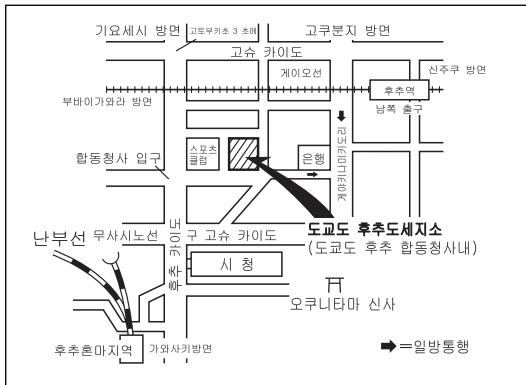 기요세시 방면
고토부키초 3 초메
고쿠분지 방면
고슈 카이도
게이오선
신주쿠 방면
후추역
부바이가와라 방면
남쪽 출구
합동청사 입구
스포츠
클럽
은행
게야키나미키도리
도쿄도 후추도세지소
(도쿄도 후추 합동청사내)
난부선
무사시노선
후추 카이도
구 고슈 카이도
시 청
오쿠니타마 신사
후추혼마지역
가와사키방면
=일방통행